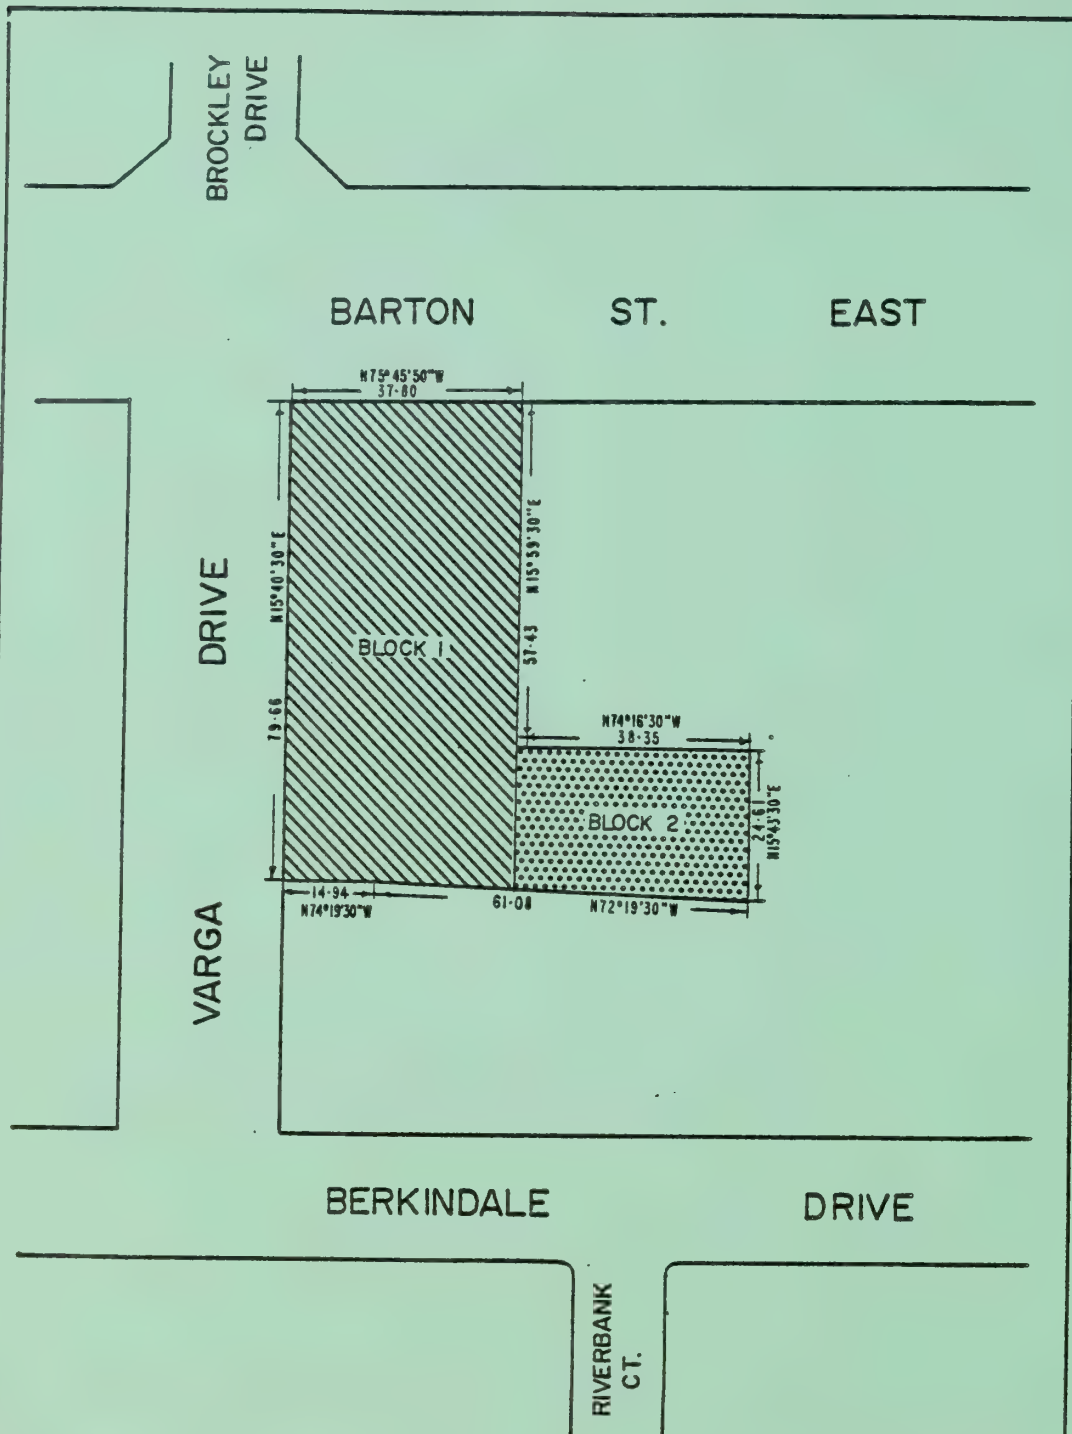 BROCKLEY
DRIVE
BARTON ST. EAST
N75°45'50"W
37·80
N15°40'30"E
79·66
N15°59'30"E
57·43
DRIVE
BLOCK 1
N74°16'30"W
38·35
BLOCK 2
24·61
N15°43'30"E
14·94
N74°19'30"W
61·08
N72°19'30"W
VARGA
BERKINDALE DRIVE
RIVERBANK
CT.